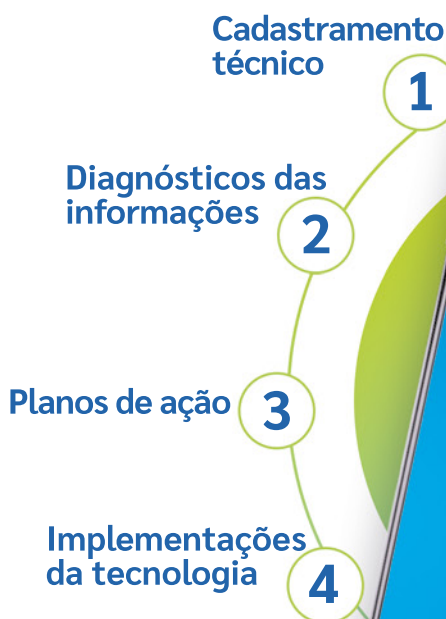 Cadastramento
técnico
1
Diagnósticos das
informações
2
Planos de ação
3
Implementações
da tecnologia
4